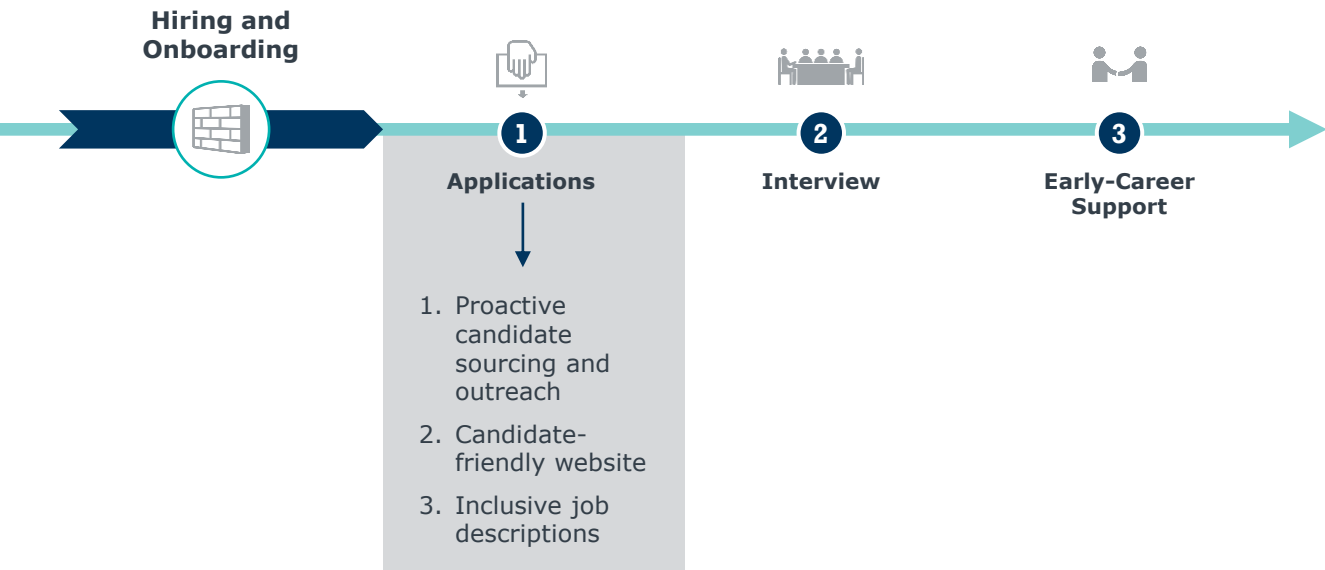 Hiring and
Onboarding
1
2
3
Applications
Interview
Early-Career
Support
1. Proactive
candidate
sourcing and
outreach
2. Candidate-
friendly website
3. Inclusive job
descriptions